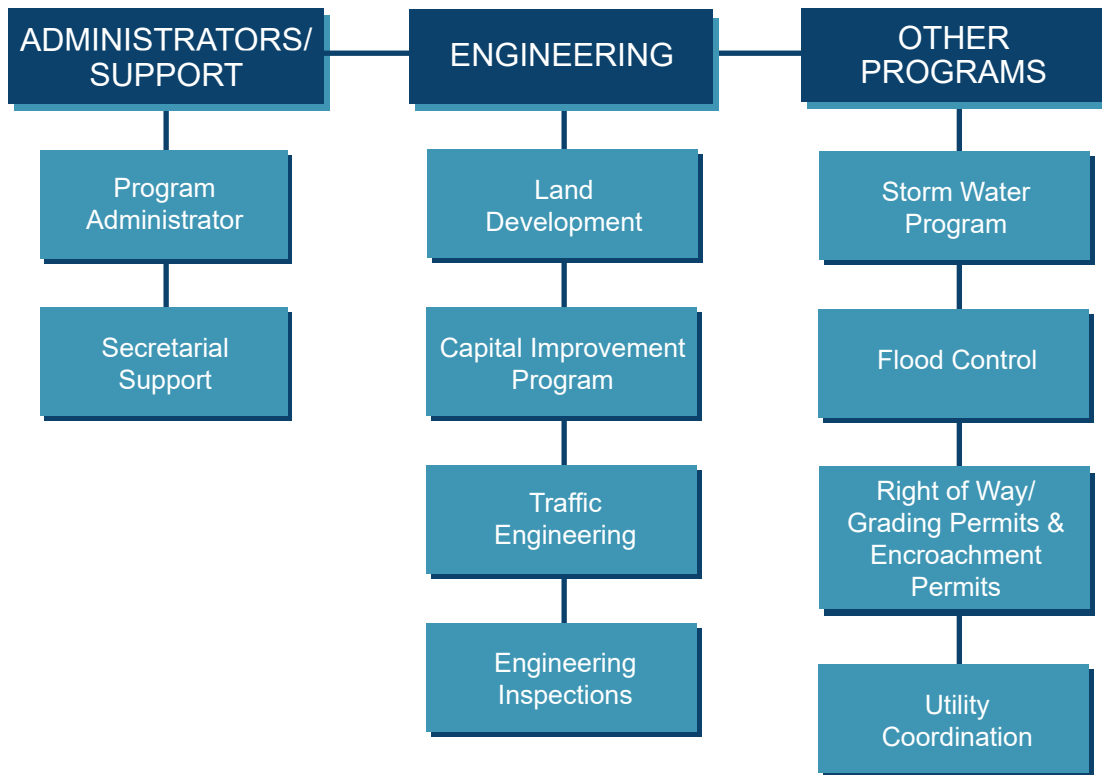 ADMINISTRATORS/
SUPPORT
Program
Administrator
Secretarial
Support
ENGINEERING
Land
Development
Capital Improvement
Program
Traffic
Engineering
Engineering
Inspections
OTHER
PROGRAMS
Storm Water
Program
Flood Control
Right of Way/
Grading Permits &
Encroachment
Permits
Utility
Coordination